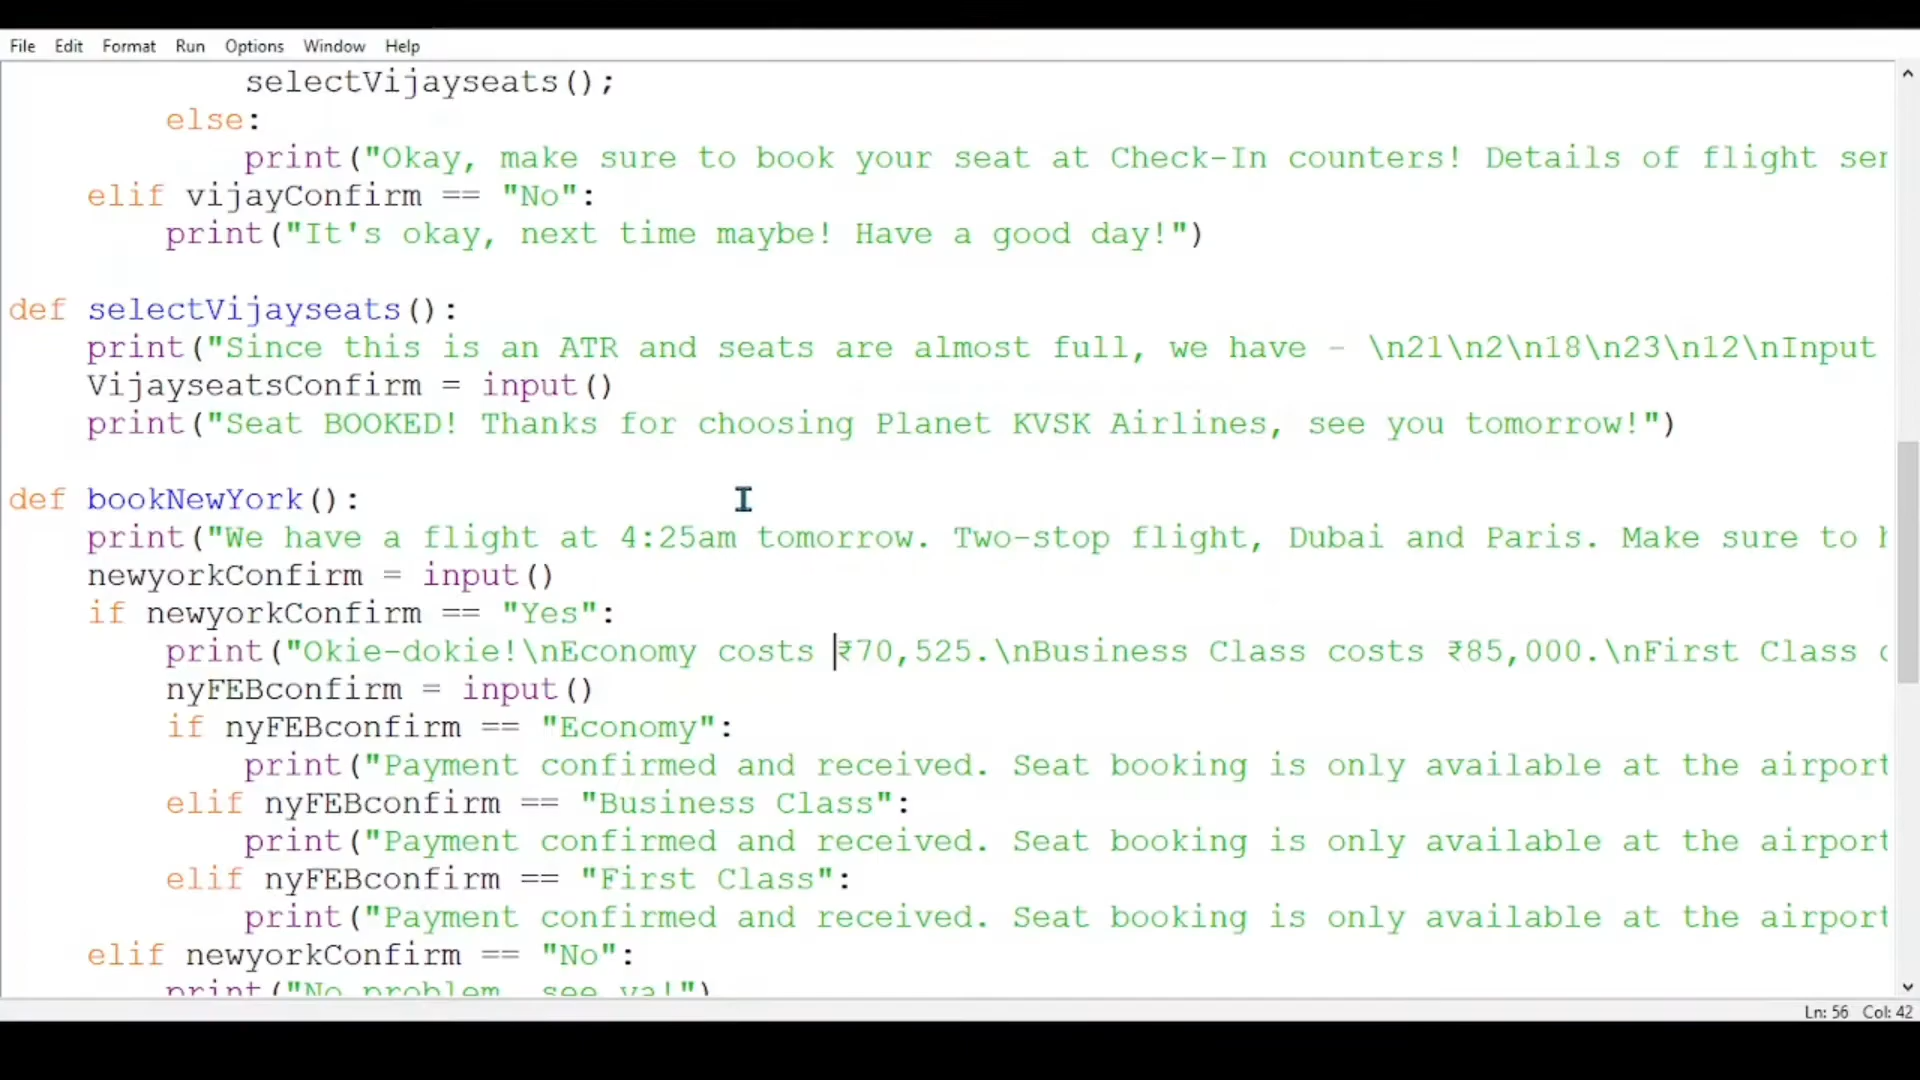 File Edit Format Run Options Window Help
selectVijayseats();
else:
print("Okay, make sure to book your seat at Check-In counters! Details of flight
elif vijayConfirm == "No":
print("It's okay, next time maybe! Have a good day!")
def selectVijayseats():
print("Since this is an ATR and seats are almost full, we have - \n21\n2\n18\n23\n12\nInput
VijayseatsConfirm = input()
print("Seat BOOKED! Thanks for choosing Planet KVSK Airlines, see you tomorrow!")
def bookNewYork():
print("We have a flight at 4:25am tomorrow. Two-stop flight, Dubai and Paris. Make sure to
newyorkConfirm = input()
if newyorkConfirm == "Yes":
print("Okie-dokie!\nEconomy costs ₹70,525.\nBusiness Class costs ₹85,000.\nFirst Class
nyFEBconfirm = input()
if nyFEBconfirm == "Economy":
print("Payment confirmed and received. Seat booking is only available at the airport
elif nyFEBconfirm == "Business Class":
print("Payment confirmed and received. Seat booking is only available at the airport
elif nyFEBconfirm == "First Class":
print("Payment confirmed and received. Seat booking is only available at the airport
elif newyorkConfirm == "No":
print("No problem, see ya!")
Ln: 56 Col: 42